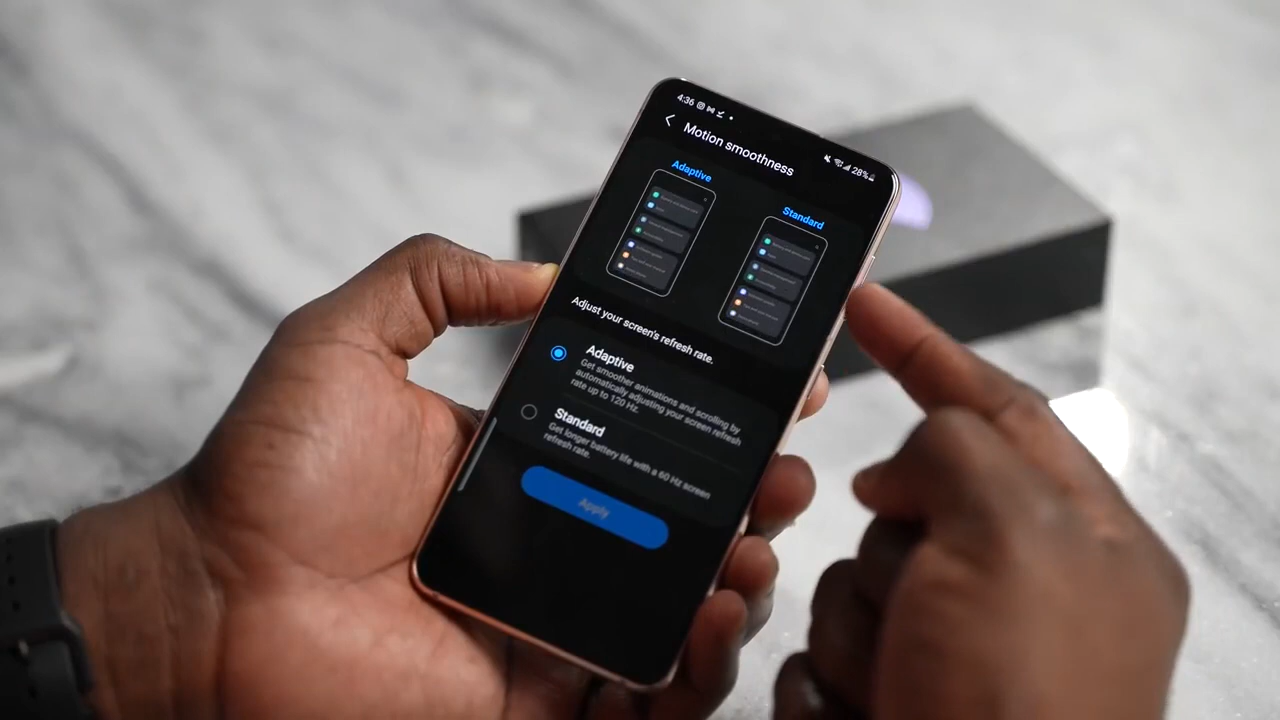 4:36
28%
Motion smoothness
Adaptive
Standard
Adjust your screen's refresh rate.
Adaptive
Get smoother animations and scrolling by
automatically adjusting your screen refresh
rate up to 120 Hz.
Standard
Get longer battery life with a 60 Hz screen
refresh rate.
Apply